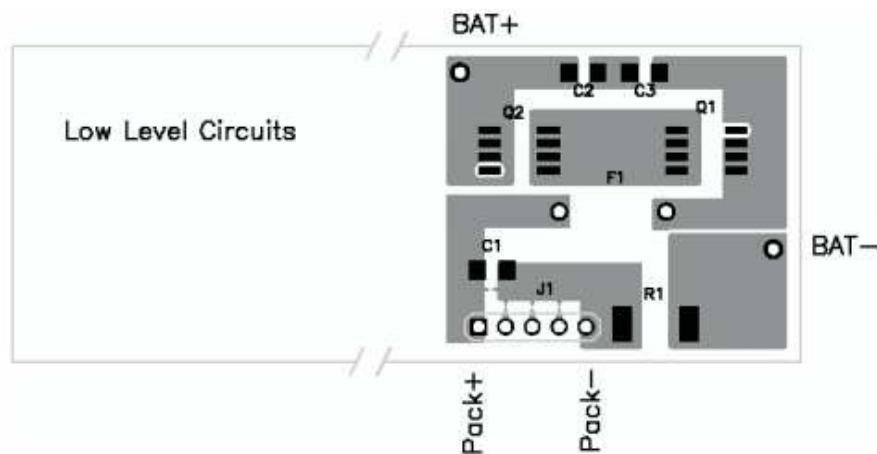 BAT+
C2
C3
Q2
Q1
Low Level Circuits
F1
C1
BAT−
J1
R1
Pack+
Pack−